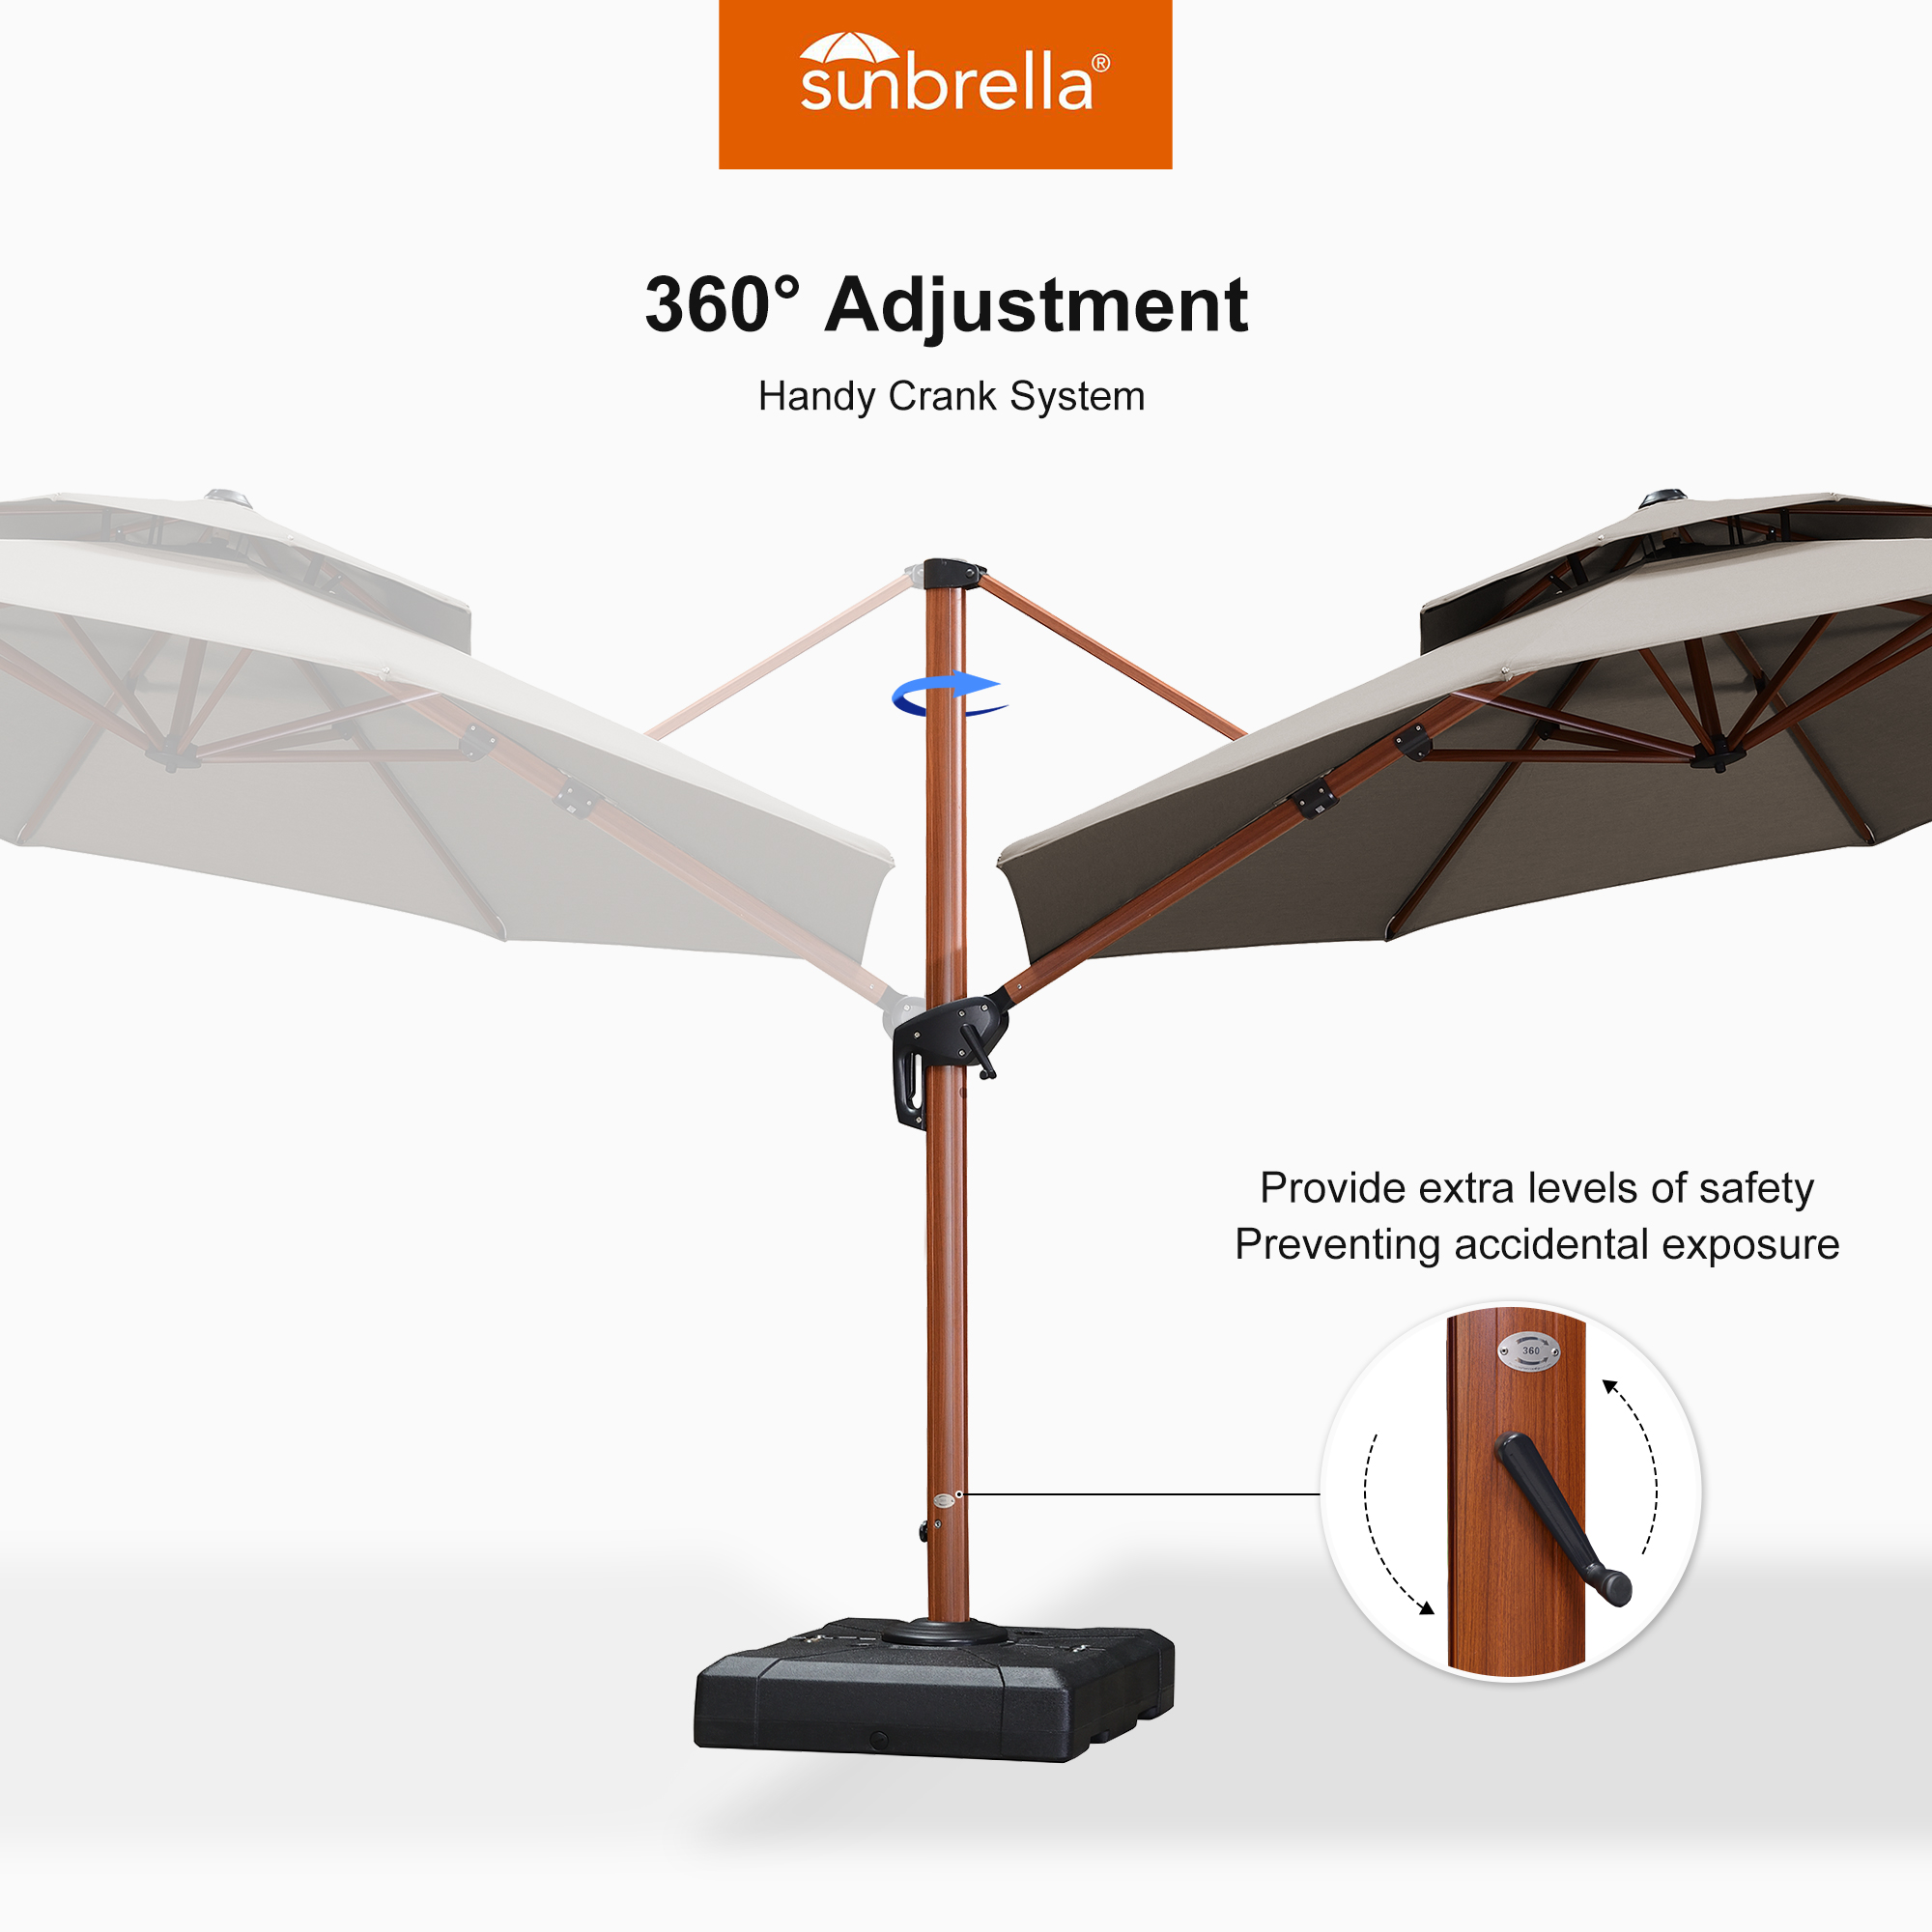 sunbrella®
360° Adjustment
Handy Crank System
Provide extra levels of safety
Preventing accidental exposure
360